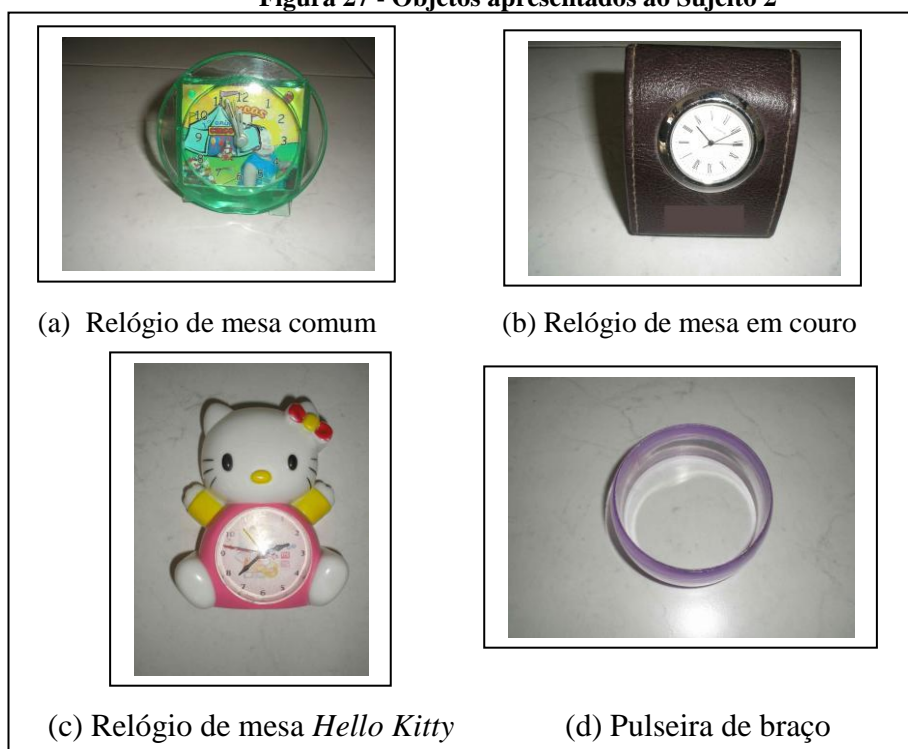 Figura 27 - Objetos apresentados ao Sujeito 2
(a) Relógio de mesa comum
(b) Relógio de mesa em couro
(c) Relógio de mesa Hello Kitty
(d) Pulseira de braço